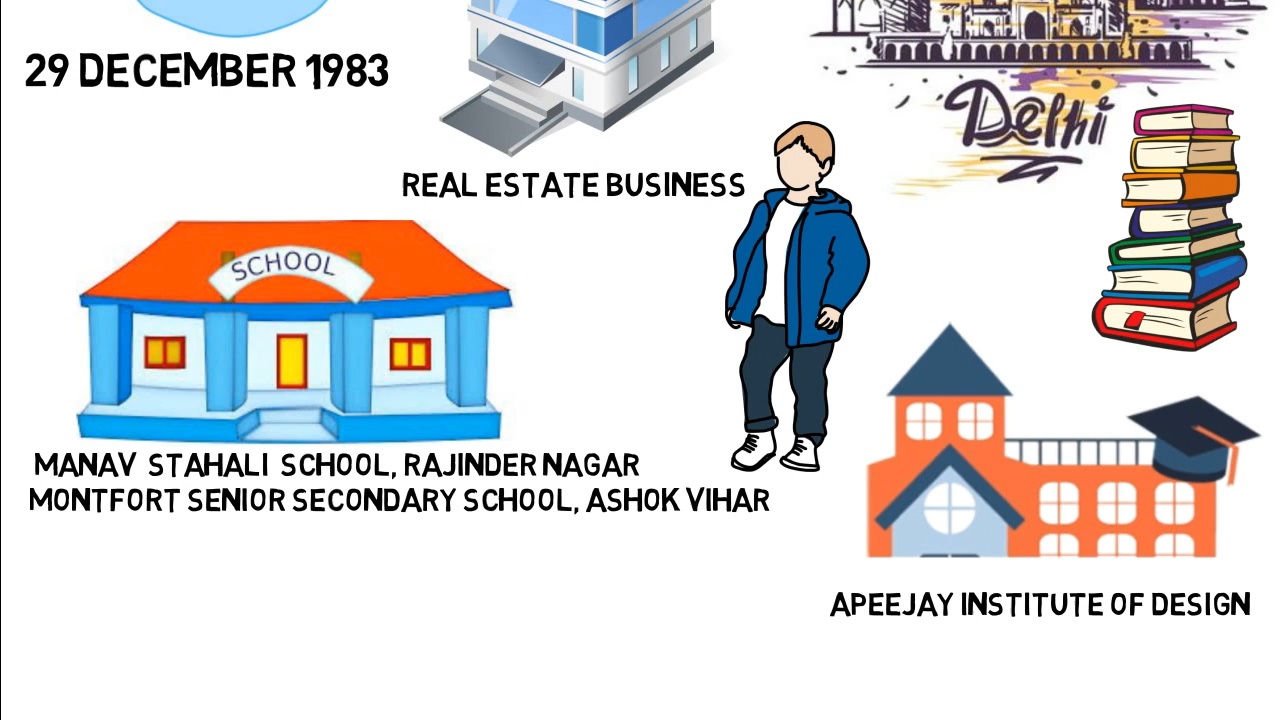 29 DECEMBER 1983
Delhi
REAL ESTATE BUSINESS
SCHOOL
MANAV STAHALI SCHOOL, RAJINDER NAGAR
MONTFORT SENIOR SECONDARY SCHOOL, ASHOK VIHAR
APEEJAY INSTITUTE OF DESIGN